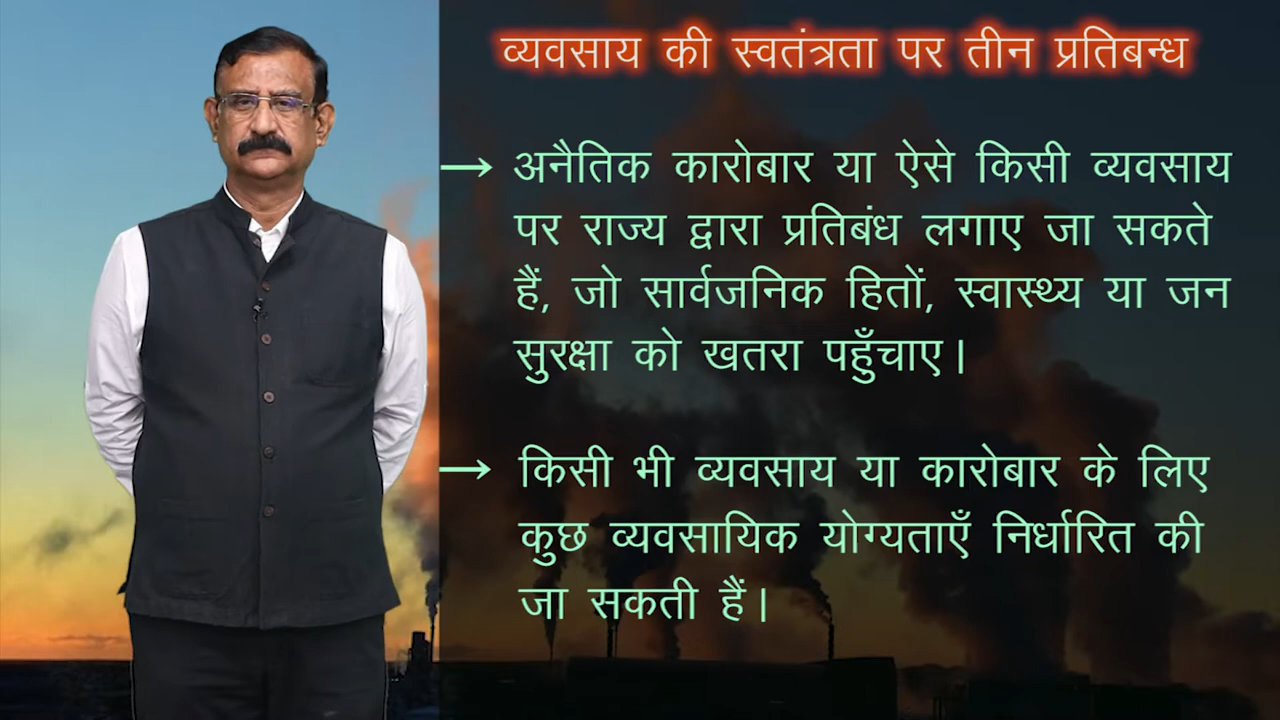 व्यवसाय की स्वतंत्रता पर तीन प्रतिबन्ध
→ अनैतिक कारोबार या ऐसे किसी व्यवसाय
पर राज्य द्वारा प्रतिबंध लगाए जा सकते
हैं, जो सार्वजनिक हितों, स्वास्थ्य या जन
सुरक्षा को खतरा पहुँचाए।
→ किसी भी व्यवसाय या कारोबार के लिए
कुछ व्यवसायिक योग्यताएँ निर्धारित की
जा सकती हैं।